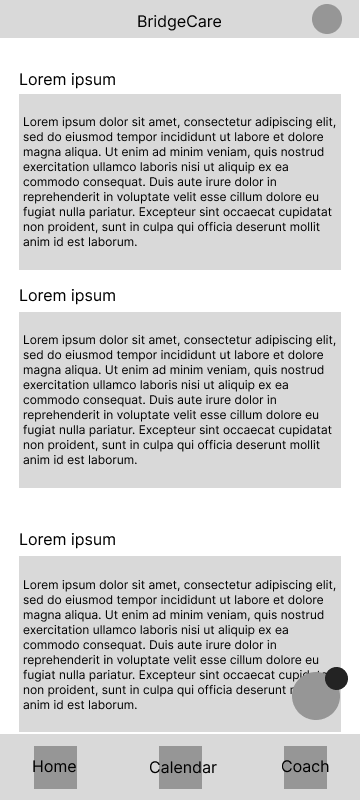 BridgeCare
Lorem ipsum
Lorem ipsum dolor sit amet, consectetur adipiscing elit,
sed do eiusmod tempor incididunt ut labore et dolore
magna aliqua. Ut enim ad minim veniam, quis nostrud
exercitation ullamco laboris nisi ut aliquip ex ea
commodo consequat. Duis aute irure dolor in
reprehenderit in voluptate velit esse cillum dolore eu
fugiat nulla pariatur. Excepteur sint occaecat cupidatat
non proident, sunt in culpa qui officia deserunt mollit
anim id est laborum.
Lorem ipsum
Lorem ipsum dolor sit amet, consectetur adipiscing elit,
sed do eiusmod tempor incididunt ut labore et dolore
magna aliqua. Ut enim ad minim veniam, quis nostrud
exercitation ullamco laboris nisi ut aliquip ex ea
commodo consequat. Duis aute irure dolor in
reprehenderit in voluptate velit esse cillum dolore eu
fugiat nulla pariatur. Excepteur sint occaecat cupidatat
non proident, sunt in culpa qui officia deserunt mollit
anim id est laborum.
Lorem ipsum
Lorem ipsum dolor sit amet, consectetur adipiscing elit,
sed do eiusmod tempor incididunt ut labore et dolore
magna aliqua. Ut enim ad minim veniam, quis nostrud
exercitation ullamco laboris nisi ut aliquip ex ea
commodo consequat. Duis aute irure dolor in
reprehenderit in voluptate velit esse cillum dolore eu
fugiat nulla pariatur. Excepteur sint occaecat
non proident, sunt in culpa qui officia deserunt
anim id est laborum.
Home
Calendar
Coach